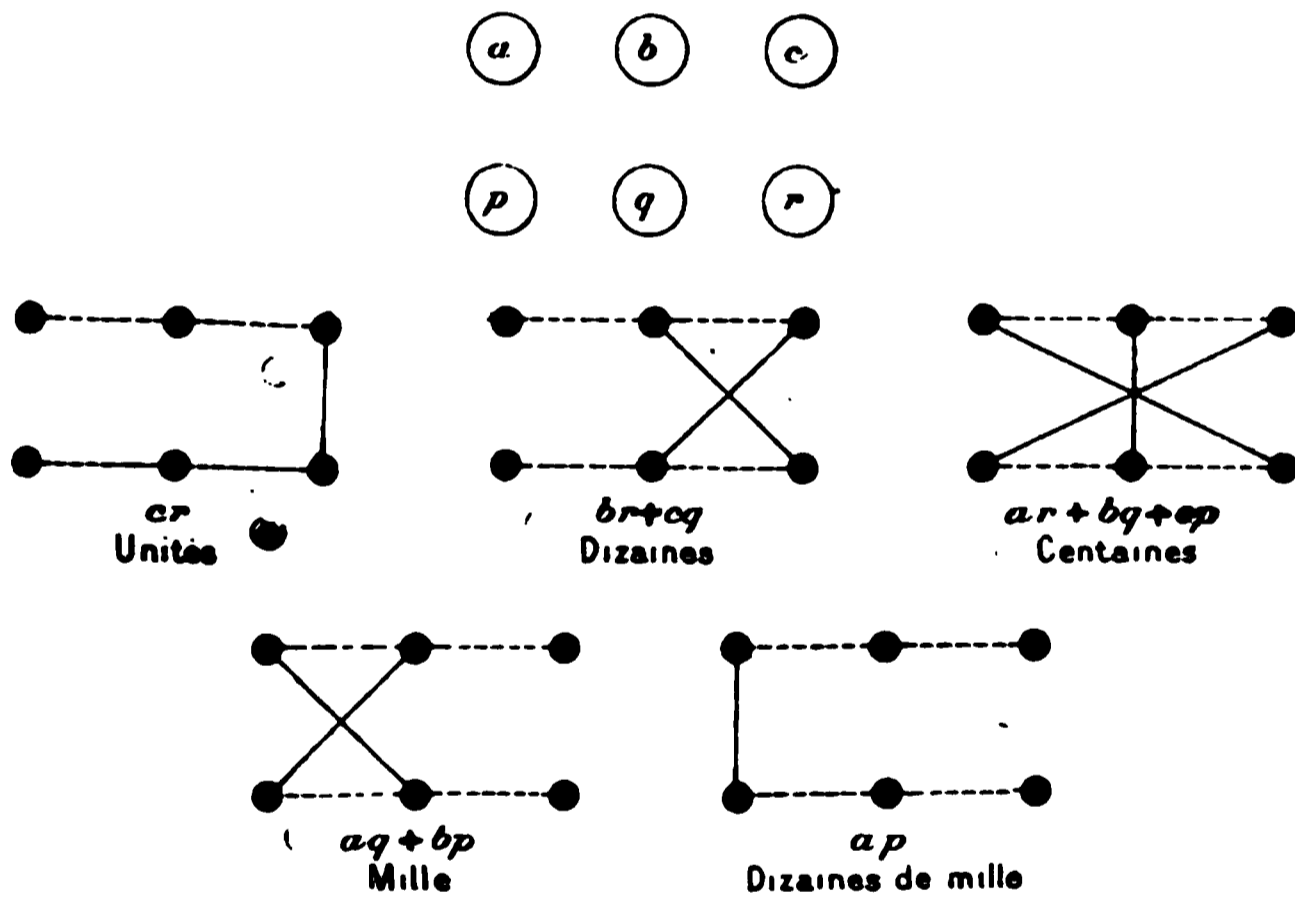 a b c
p q r
cr
Unités
br+cq
Dizaines
ar + bq + cp
Centaines
aq + bp
Mille
ap
Dizaines de mille